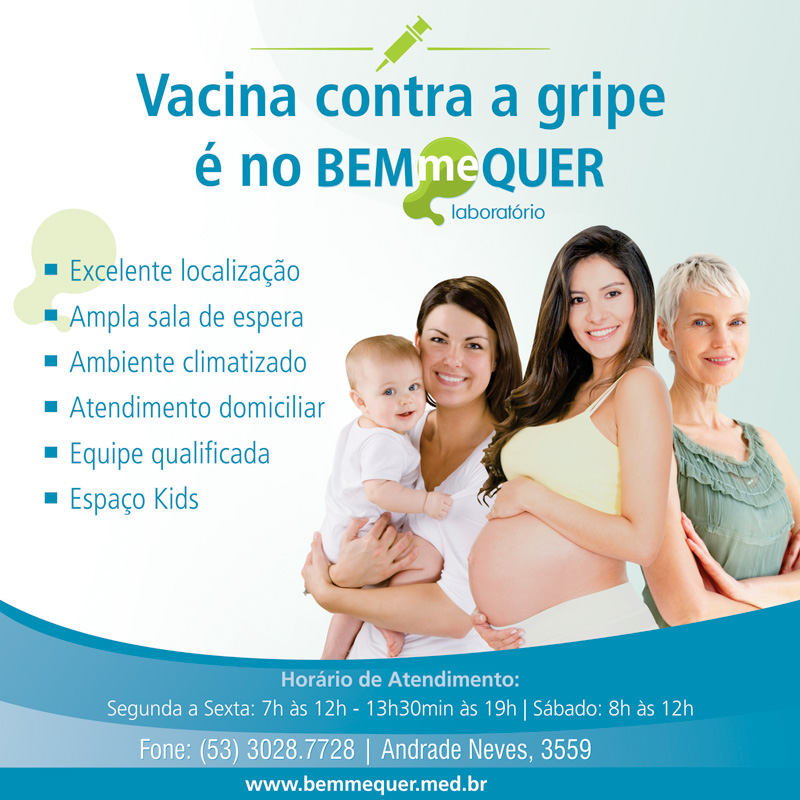 Vacina contra a gripe
é no BEMmeQUER
laboratório
Excelente localização
Ampla sala de espera
Ambiente climatizado
Atendimento domiciliar
Equipe qualificada
Espaço Kids
Horário de Atendimento:
Segunda a Sexta: 7h às 12h - 13h30min às 19h | Sábado: 8h às 12h
Fone: (53) 3028.7728 | Andrade Neves, 3559
www.bemmequer.med.br